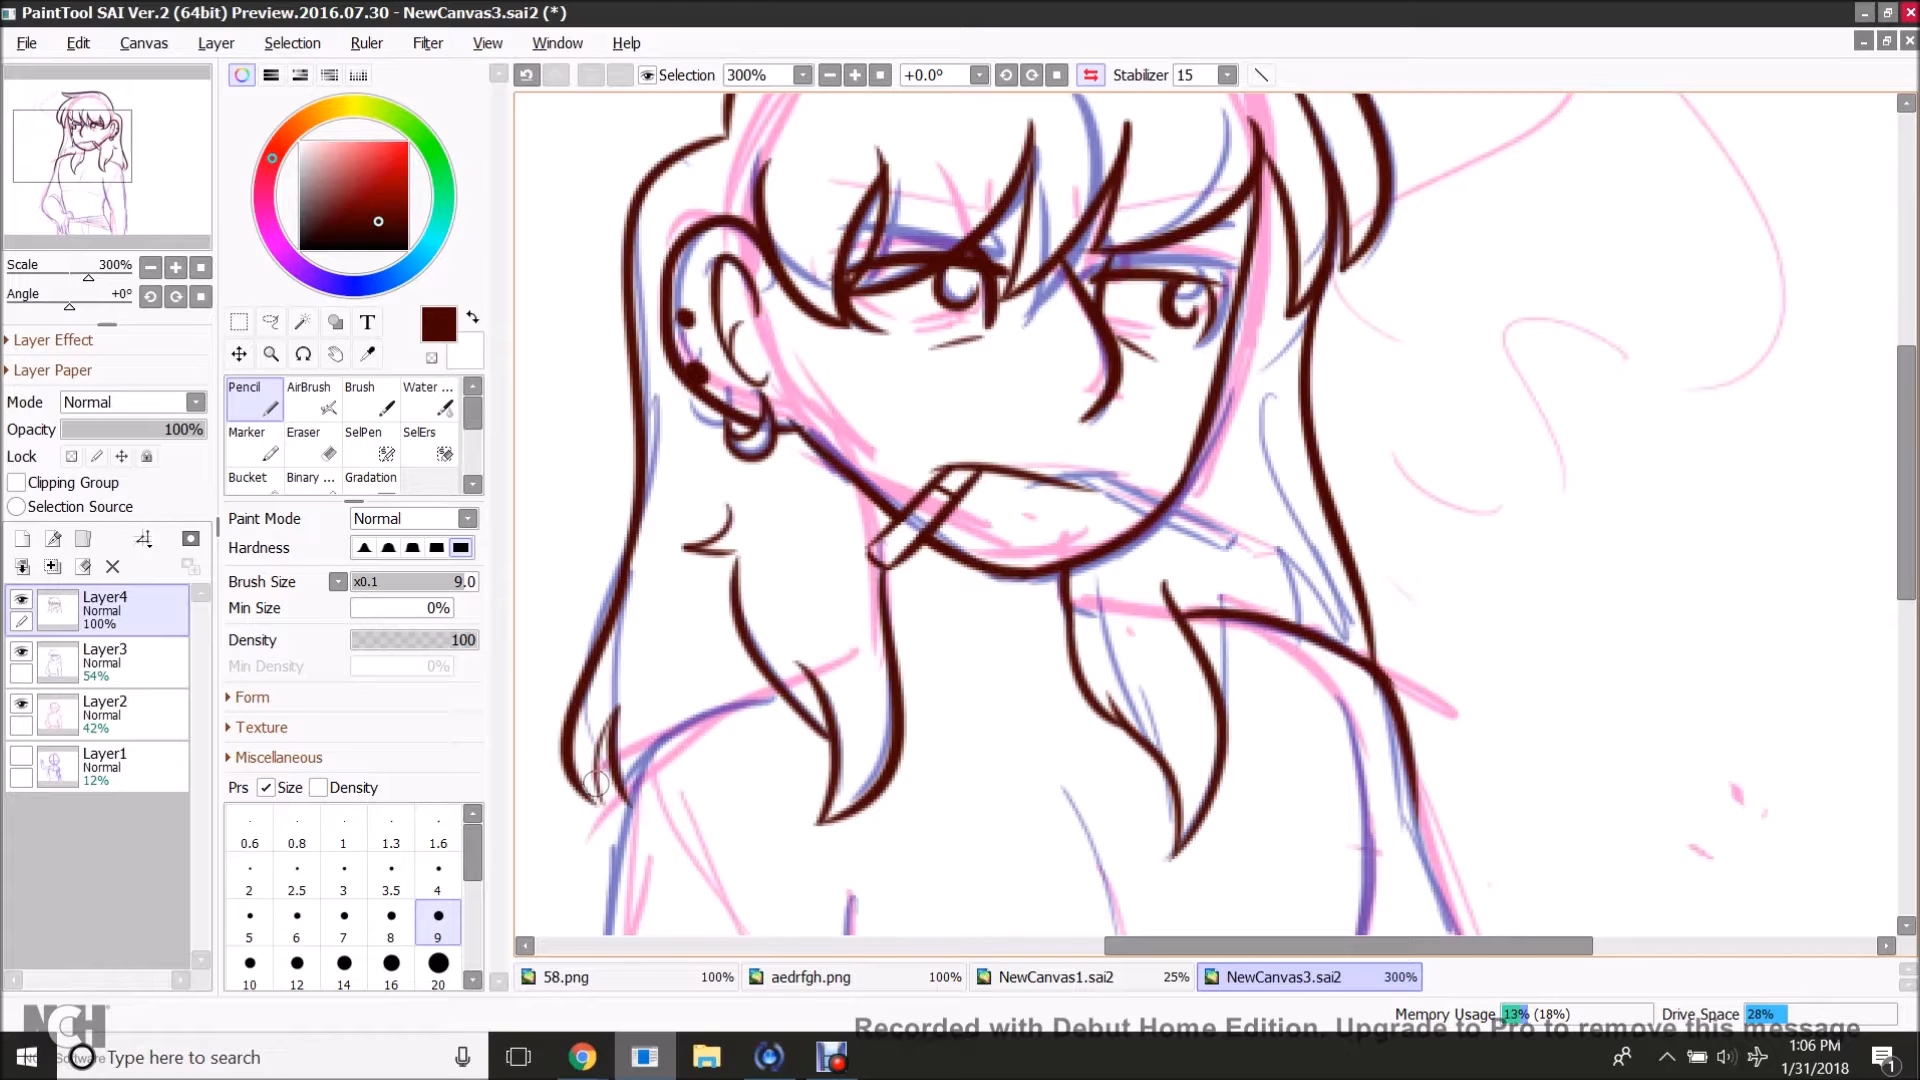 PaintTool SAI Ver.2 (64bit) Preview.2016.07.30 - NewCanvas3.sai2 (*)
File Edit Canvas Layer Selection Ruler Filter View Window Help
Selection 300% +0.0° Stabilizer 15
Scale 300%
Angle +0°
Layer Effect
Layer Paper
Mode Normal
Opacity 100%
Lock
Clipping Group
Selection Source
Layer4
Normal
100%
Layer3
Normal
54%
Layer2
Normal
42%
Layer1
Normal
12%
T
Pencil AirBrush Brush Water ...
Marker Eraser SelPen SelErs
Bucket Binary ... Gradation
Paint Mode Normal
Hardness
Brush Size x0.1 9.0
Min Size 0%
Density 100
Min Density 0%
Form
Texture
Miscellaneous
Prs Size Density
0.6 0.8 1 1.3 1.6
2 2.5 3 3.5 4
5 6 7 8 9
10 12 14 16 20
58.png 100% aedrfgh.png 100% NewCanvas1.sai2 25% NewCanvas3.sai2 300%
Memory Usage 13% (18%) Drive Space 28%
Recorded with Debut Home Edition. Upgrade to Pro to remove this message
NCH
Software
Type here to search
1:06 PM
1/31/2018
1